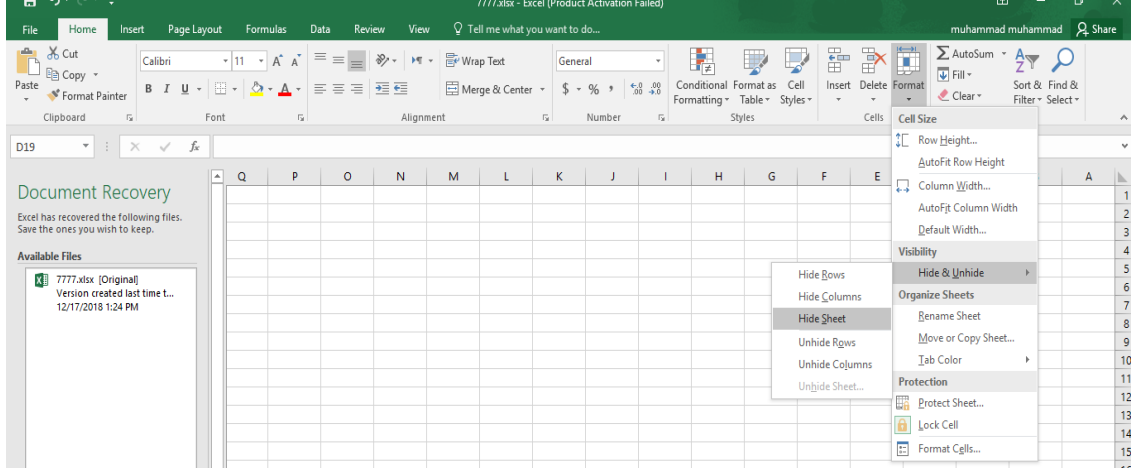 7777.xlsx - Excel (Product Activation Failed)
File Home Insert Page Layout Formulas Data Review View Tell me what you want to do... muhammad muhammad Share
Cut
Copy
Format Painter
Paste
Clipboard
Calibri 11 A A
B I U A
Font
Wrap Text
Merge & Center
Alignment
General
$ % , .00
Number
Conditional Formatting
Format as Table
Cell Styles
Styles
Insert Delete Format
Cells
AutoSum
Fill
Clear
Sort & Filter
Find & Select
D19 fx
Document Recovery
Excel has recovered the following files.
Save the ones you wish to keep.
Available Files
7777.xlsx [Original]
Version created last time t...
12/17/2018 1:24 PM
Q P O N M L K J I H G F E A
1
2
3
4
5
6
7
8
9
10
11
12
13
14
15
Cell Size
Row Height...
AutoFit Row Height
Column Width...
AutoFit Column Width
Default Width...
Visibility
Hide & Unhide
Organize Sheets
Rename Sheet
Move or Copy Sheet...
Tab Color
Protection
Protect Sheet...
Lock Cell
Format Cells...
Hide Rows
Hide Columns
Hide Sheet
Unhide Rows
Unhide Columns
Unhide Sheet...